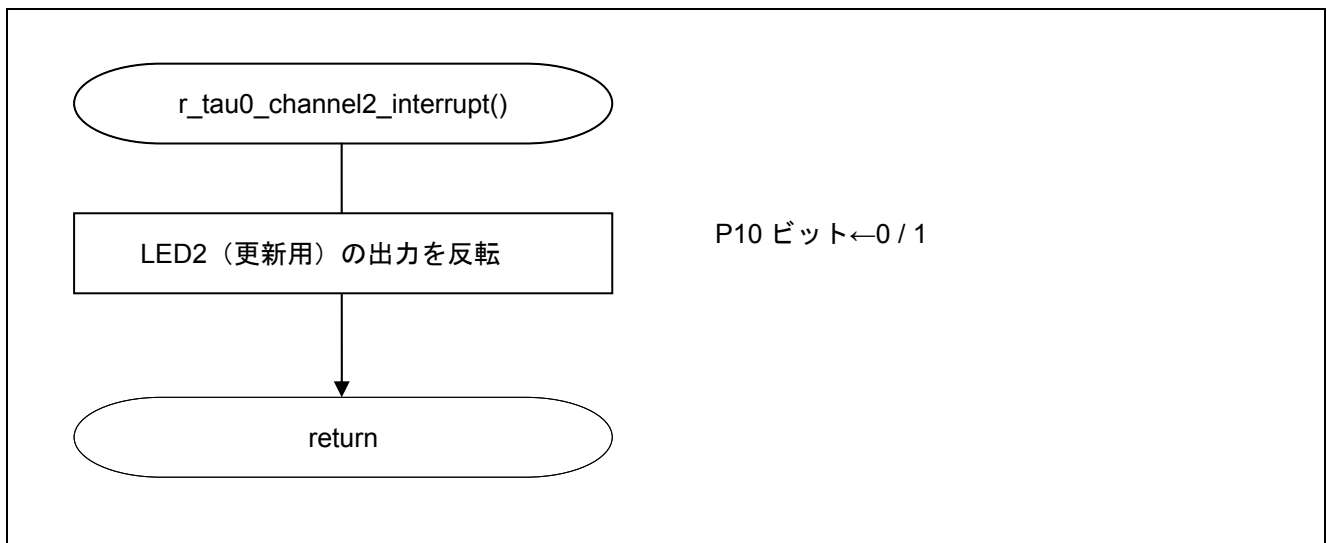 r_tau0_channel2_interrupt()
LED2（更新用）の出力を反転
P10 ビット←0 / 1
return